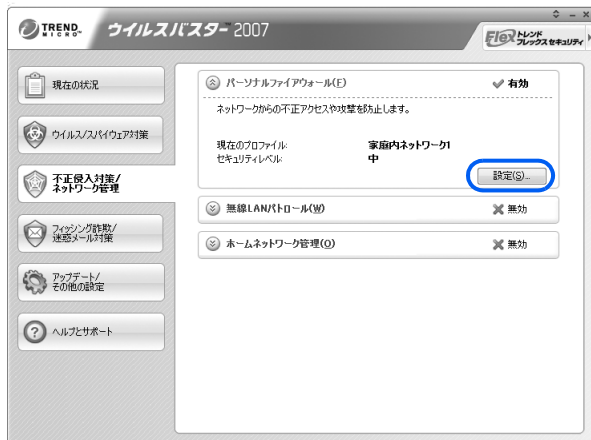 TREND MICRO ウイルスバスター 2007
Flex トレンド フレックス セキュリティ
現在の状況
ウイルス/スパイウェア対策
不正侵入対策/
ネットワーク管理
フィッシング詐欺/
迷惑メール対策
アップデート/
その他の設定
ヘルプとサポート
パーソナルファイアウォール(F) 有効
ネットワークからの不正アクセスや攻撃を防止します。
現在のプロファイル: 家庭内ネットワーク1
セキュリティレベル: 中
設定(S)...
無線LANパトロール(W) 無効
ホームネットワーク管理(O) 無効